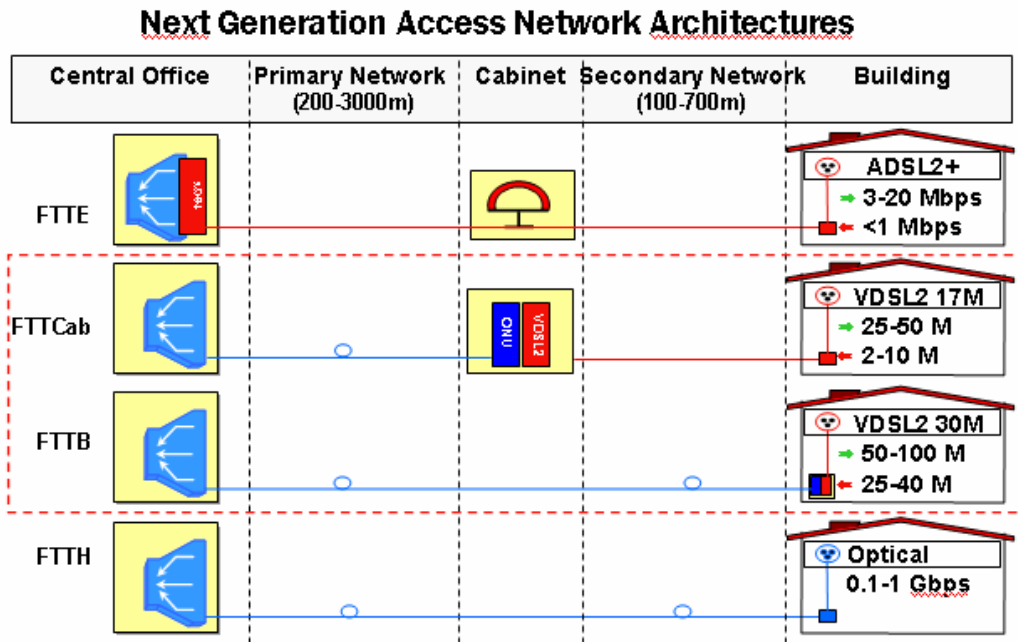 Next Generation Access Network Architectures
Central Office
Primary Network
(200-3000m)
Cabinet
Secondary Network
(100-700m)
Building
FTTE
ADSL2+
3-20 Mbps
<1 Mbps
FTTCab
ONU
VDSL2
VDSL2 17M
25-50 M
2-10 M
FTTB
VDSL2 30M
50-100 M
25-40 M
FTTH
Optical
0.1-1 Gbps